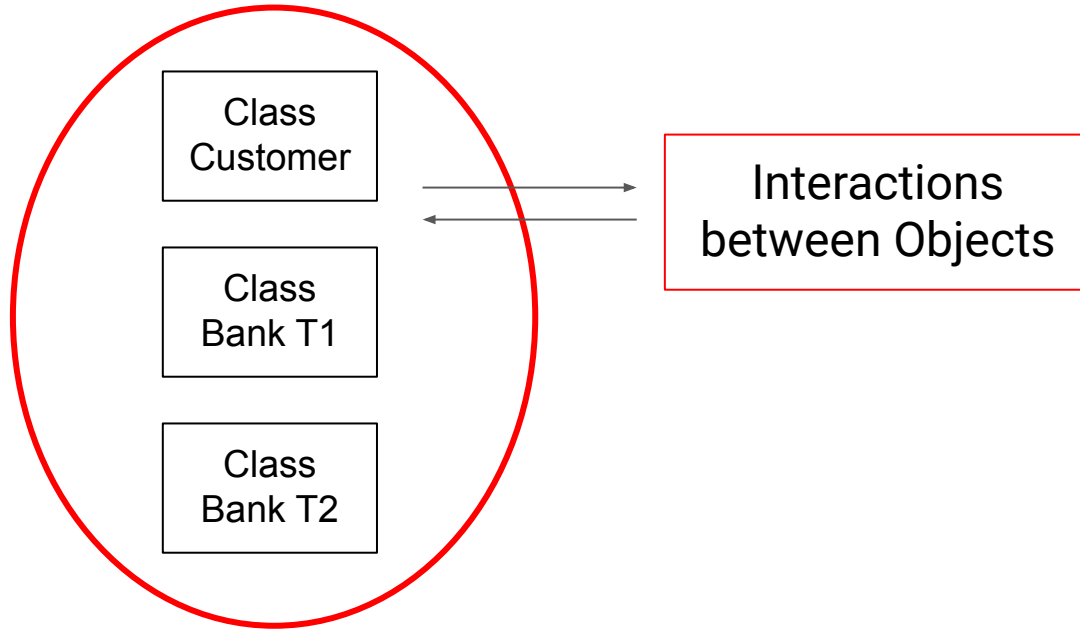 Class
Customer
Interactions
between Objects
Class
Bank T1
Class
Bank T2